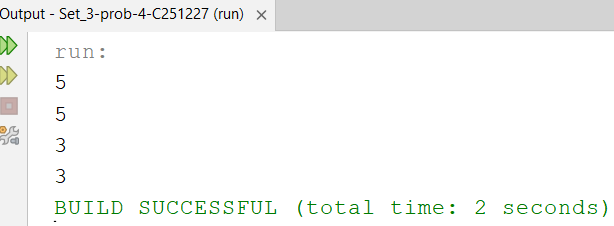 Output - Set_3-prob-4-C251227 (run) ×
run:
5
5
3
3
BUILD SUCCESSFUL (total time: 2 seconds)